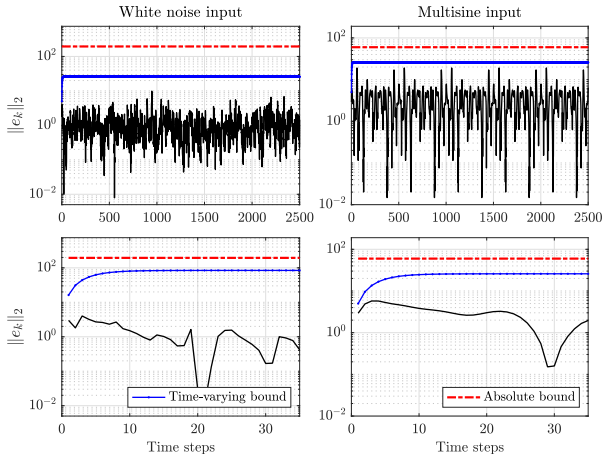 White noise input
Multisine input
‖e_k‖_2
10^2
10^0
10^-2
0 500 1000 1500 2000 2500
10^2
10^0
10^-2
0 500 1000 1500 2000 2500
‖e_k‖_2
10^2
10^0
10^-2
0 10 20 30
Time steps
Time-varying bound
10^2
10^0
10^-2
0 10 20 30
Time steps
Absolute bound